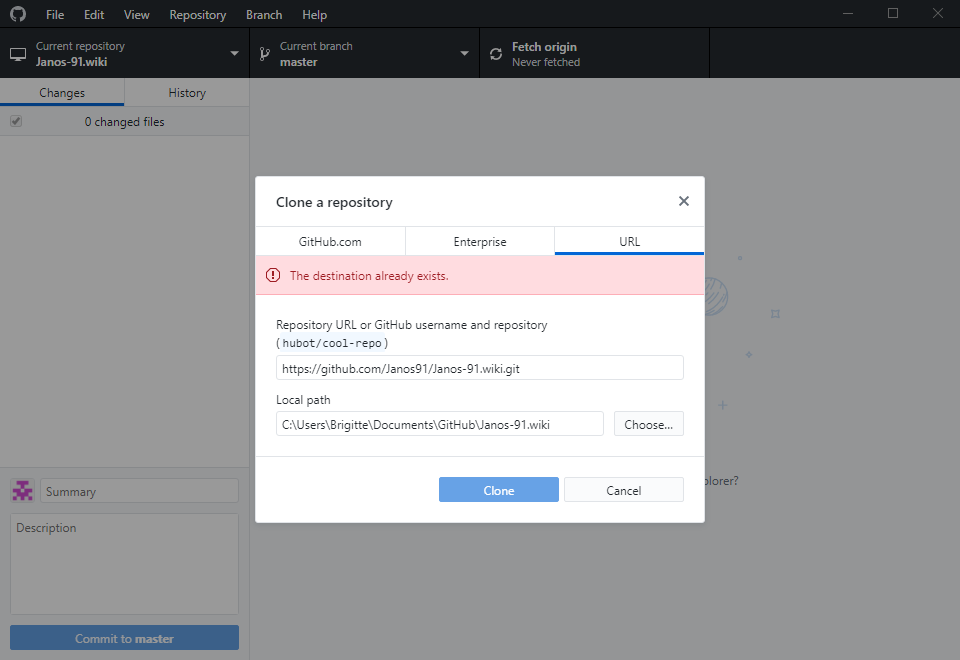 File Edit View Repository Branch Help
Current repository
Janos-91.wiki
Current branch
master
Fetch origin
Never fetched
Changes History
0 changed files
Clone a repository
GitHub.com Enterprise URL
The destination already exists.
Repository URL or GitHub username and repository
(hubot/cool-repo)
https://github.com/Janos91/Janos-91.wiki.git
Local path
C:\Users\Brigitte\Documents\GitHub\Janos-91.wiki
Choose...
plorer?
Clone Cancel
Summary
Description
Commit to master